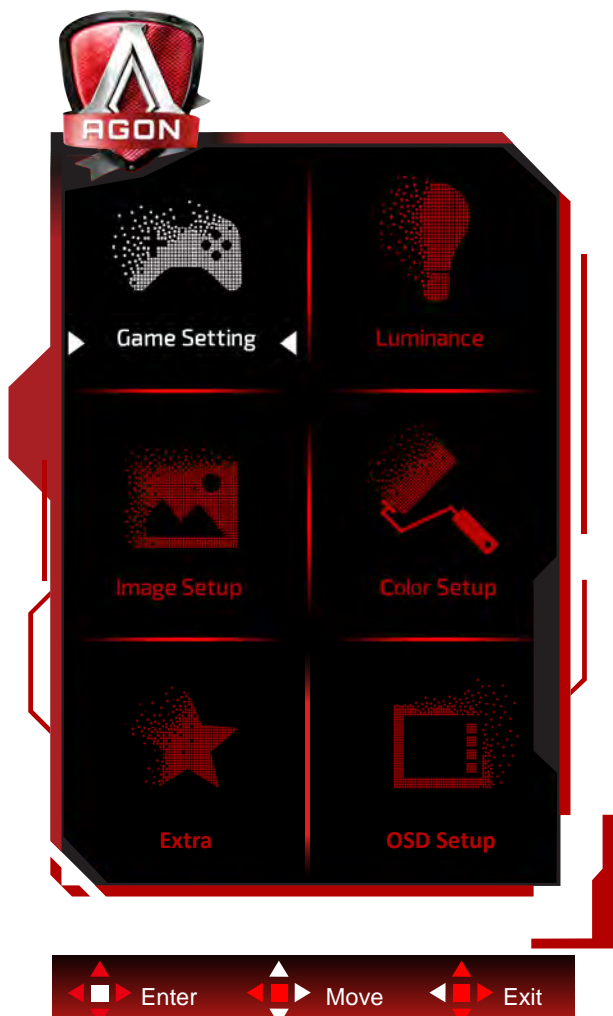 AGON
Game Setting
Luminance
Image Setup
Color Setup
Extra
OSD Setup
Enter
Move
Exit